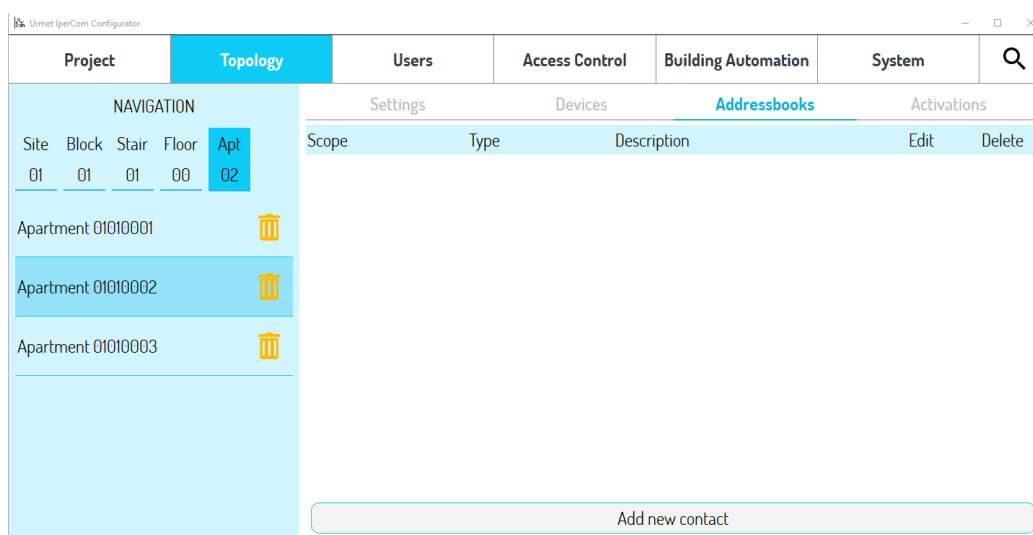 Urmet IperCom Configurator
Project Topology Users Access Control Building Automation System
NAVIGATION
Settings Devices Addressbooks Activations
Site Block Stair Floor Apt
01 01 01 00 02
Scope Type Description Edit Delete
Apartment 01010001
Apartment 01010002
Apartment 01010003
Add new contact